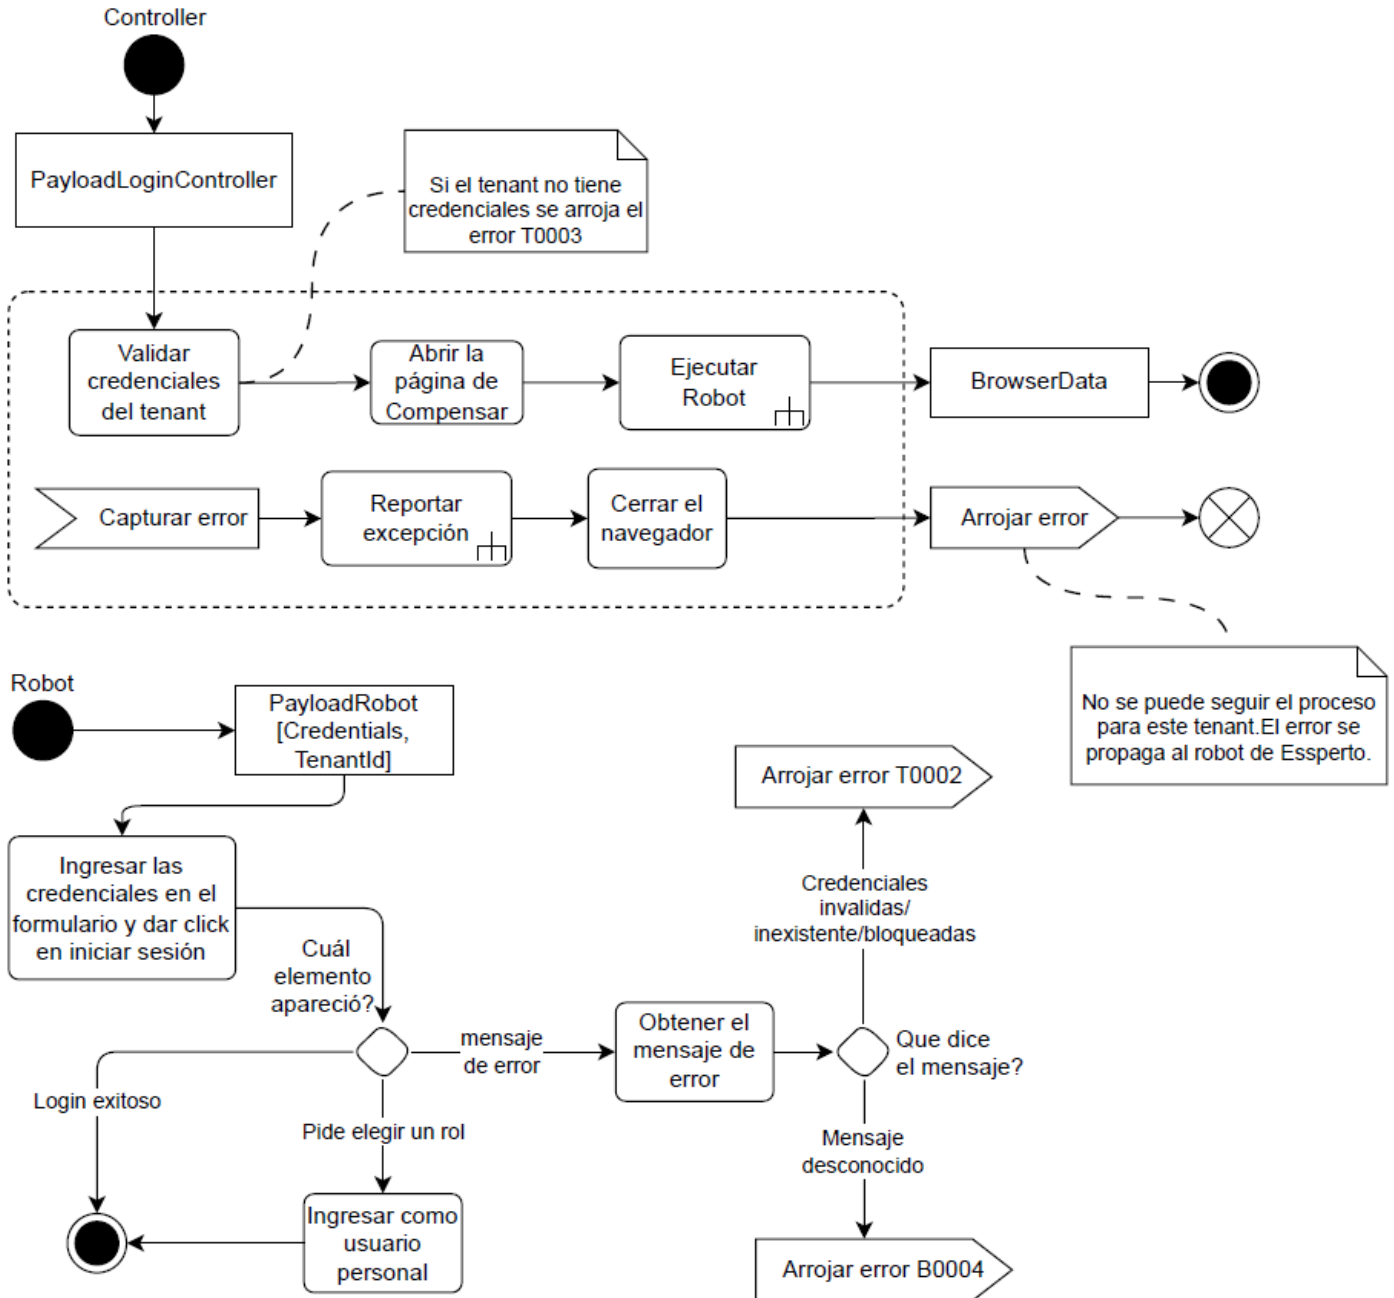 Controller
PayloadLoginController
Si el tenant no tiene
credenciales se arroja el
error T0003
Validar
credenciales
del tenant
Abrir la
página de
Compensar
Ejecutar
Robot
BrowserData
Capturar error
Reportar
excepción
Cerrar el
navegador
Arrojar error
No se puede seguir el proceso
para este tenant.El error se
propaga al robot de Essperto.
Robot
PayloadRobot
[Credentials,
TenantId]
Ingresar las
credenciales en el
formulario y dar click
en iniciar sesión
Cuál
elemento
apareció?
Login exitoso
Pide elegir un rol
Ingresar como
usuario
personal
mensaje
de error
Obtener el
mensaje de
error
Que dice
el mensaje?
Credenciales
invalidas/
inexistente/bloqueadas
Arrojar error T0002
Mensaje
desconocido
Arrojar error B0004